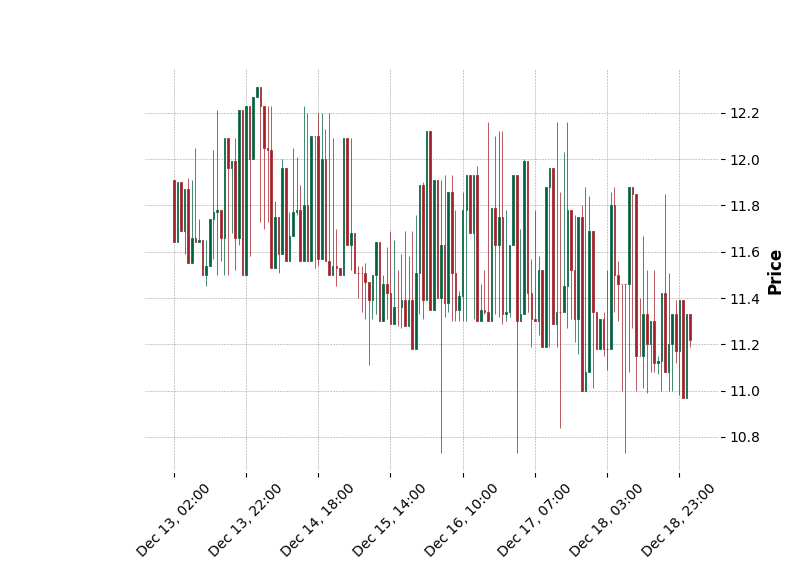 12.2
12.0
11.8
11.6
11.4
11.2
11.0
10.8
Price
Dec 13, 02:00
Dec 13, 22:00
Dec 14, 18:00
Dec 15, 14:00
Dec 16, 10:00
Dec 17, 07:00
Dec 18, 03:00
Dec 18, 23:00